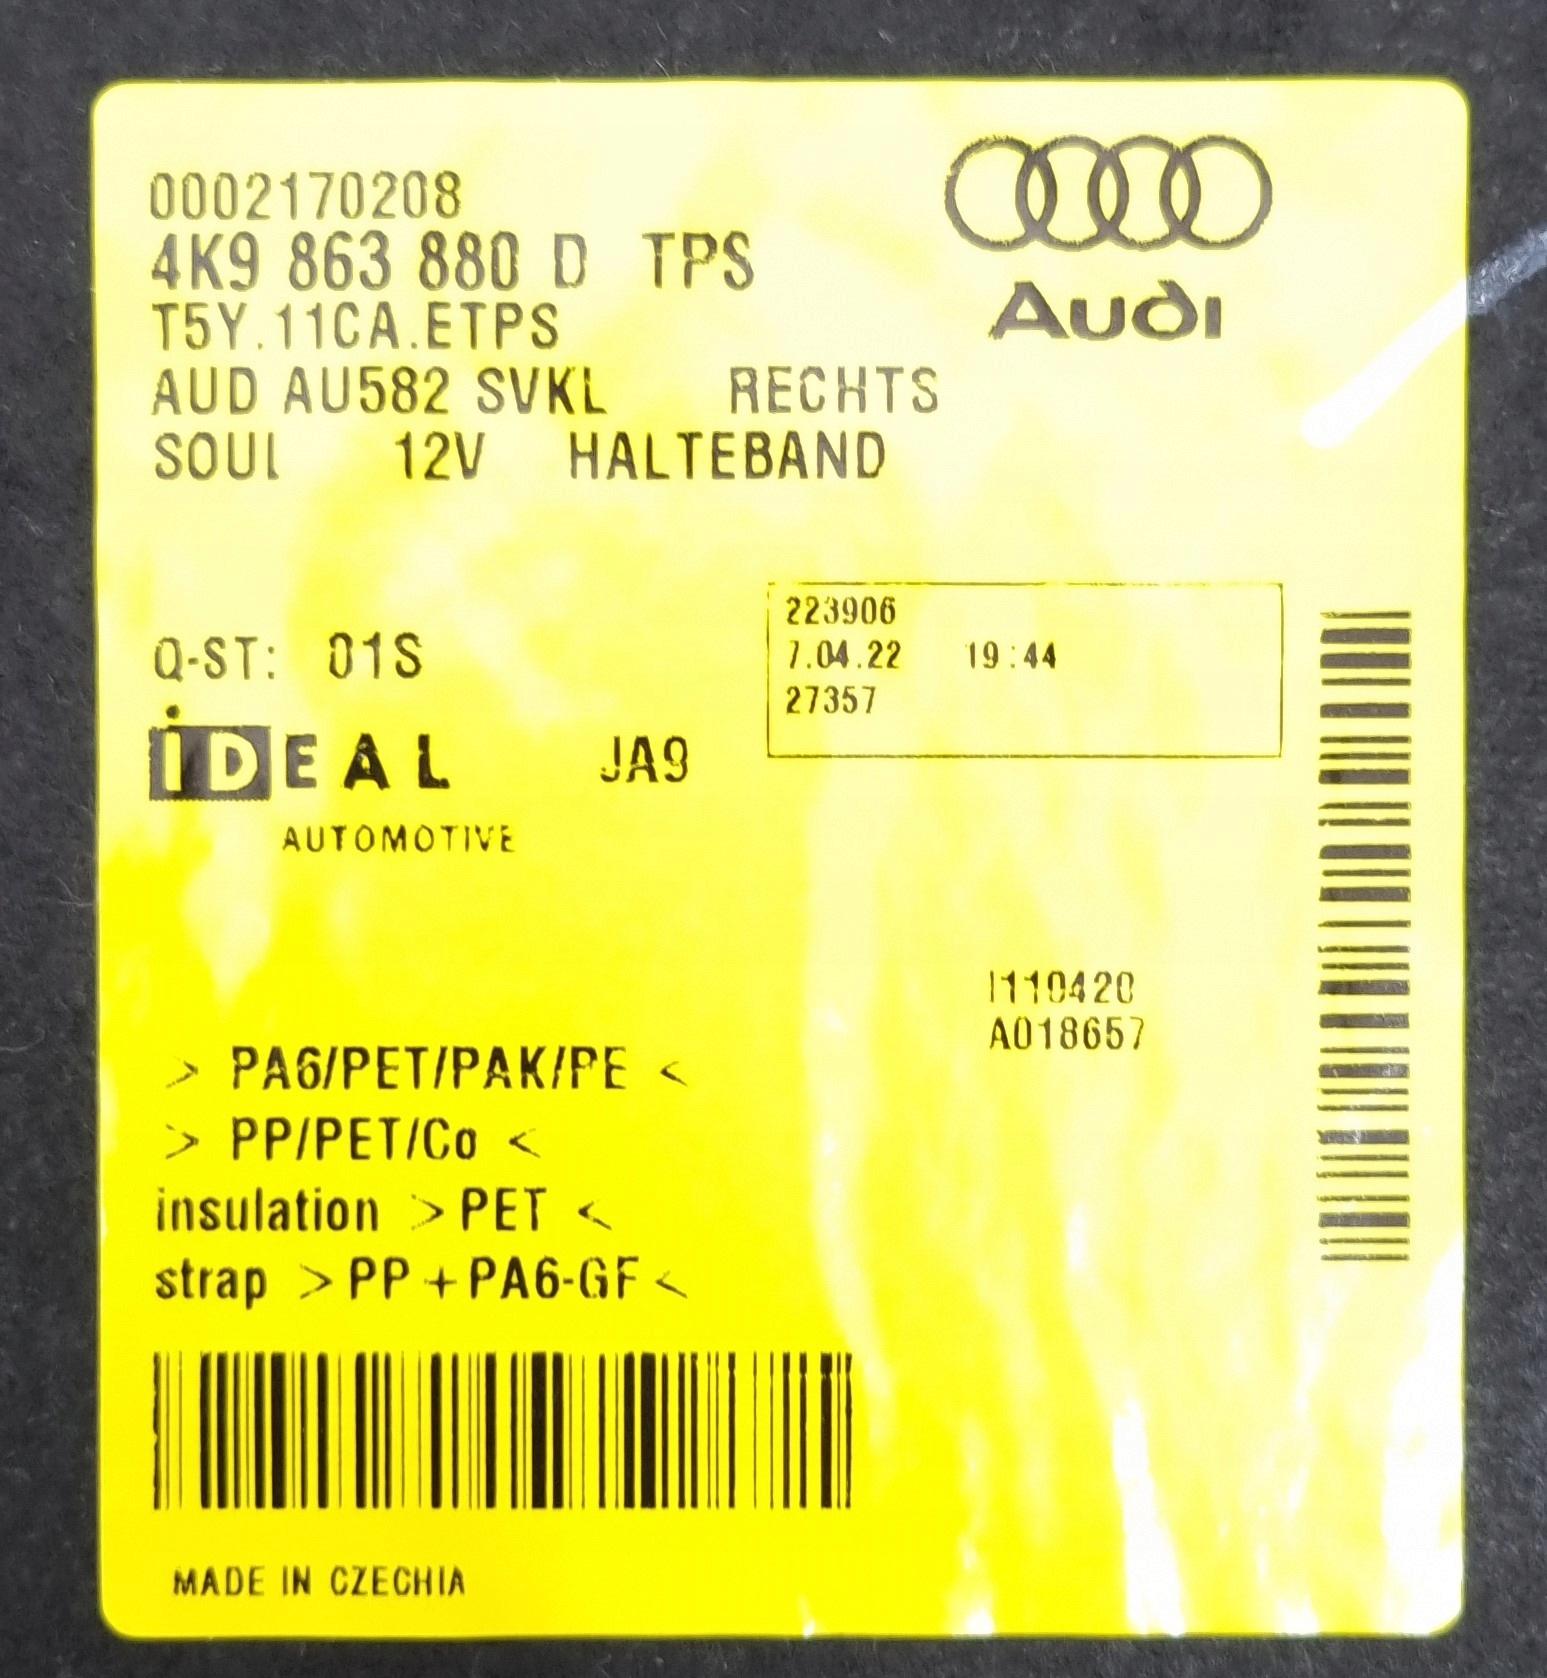 0002170208
4K9 863 880 D TPS
T5Y.11CA.ETPS
AUD AU582 SVKL RECHTS
SOUL 12V HALTEBAND
Audi
223906
7.04.22 19:44
27357
Q-ST: 01S
iDEAL JA9
AUTOMOTIVE
I110420
A018657
> PA6/PET/PAK/PE <
> PP/PET/Co <
insulation > PET <
strap > PP + PA6-GF <
MADE IN CZECHIA